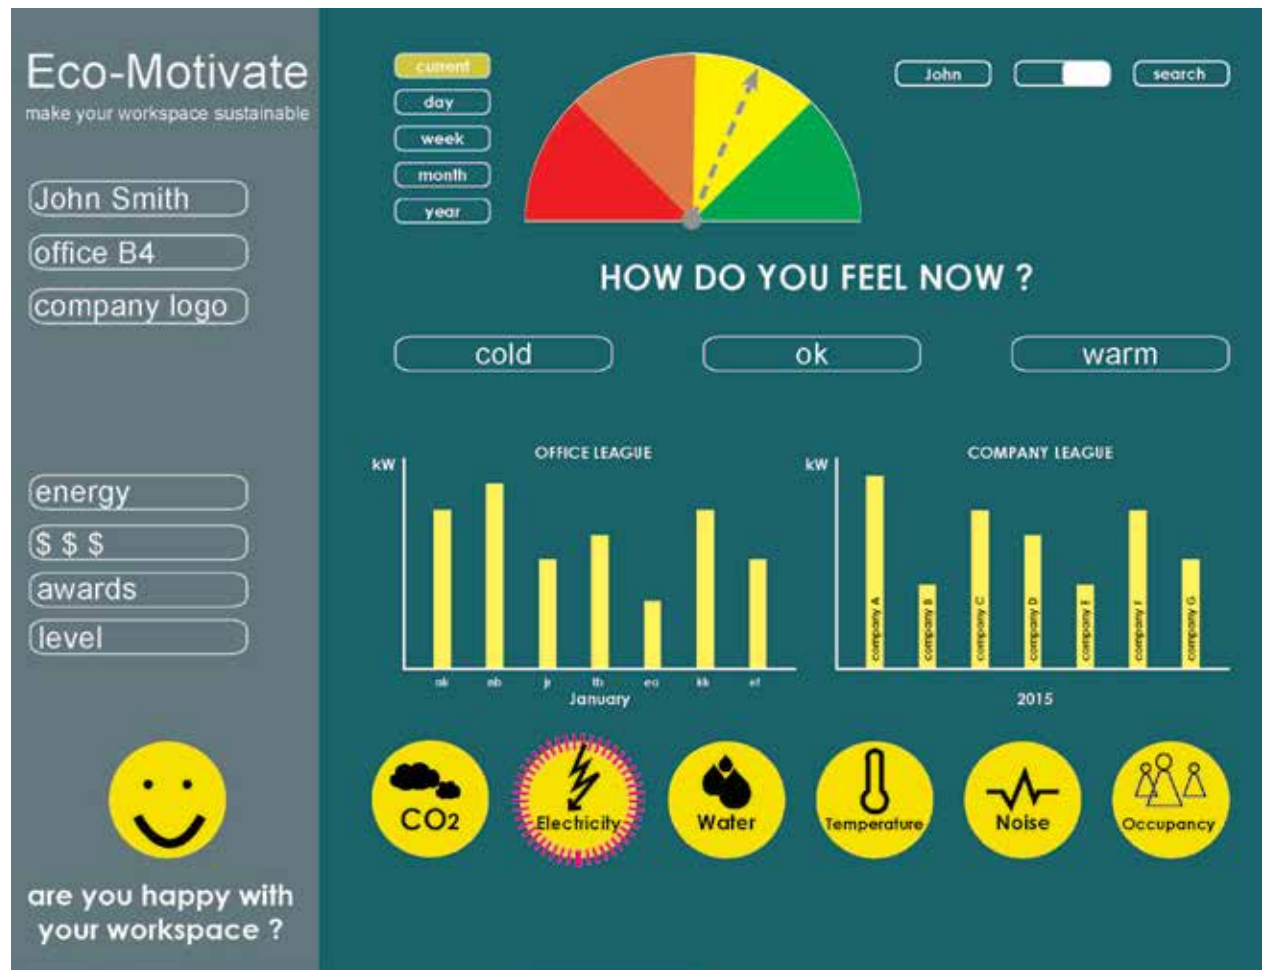 Eco-Motivate
make your workspace sustainable
John Smith
office B4
company logo
energy
$ $ $
awards
level
are you happy with
your workspace ?
current
day
week
month
year
John
search
HOW DO YOU FEEL NOW ?
cold
ok
warm
OFFICE LEAGUE
kW
nb
jr
tb
kk
January
COMPANY LEAGUE
kW
company A
company B
company C
company D
company E
company F
company G
2015
CO2
Electricity
Water
Temperature
Noise
Occupancy